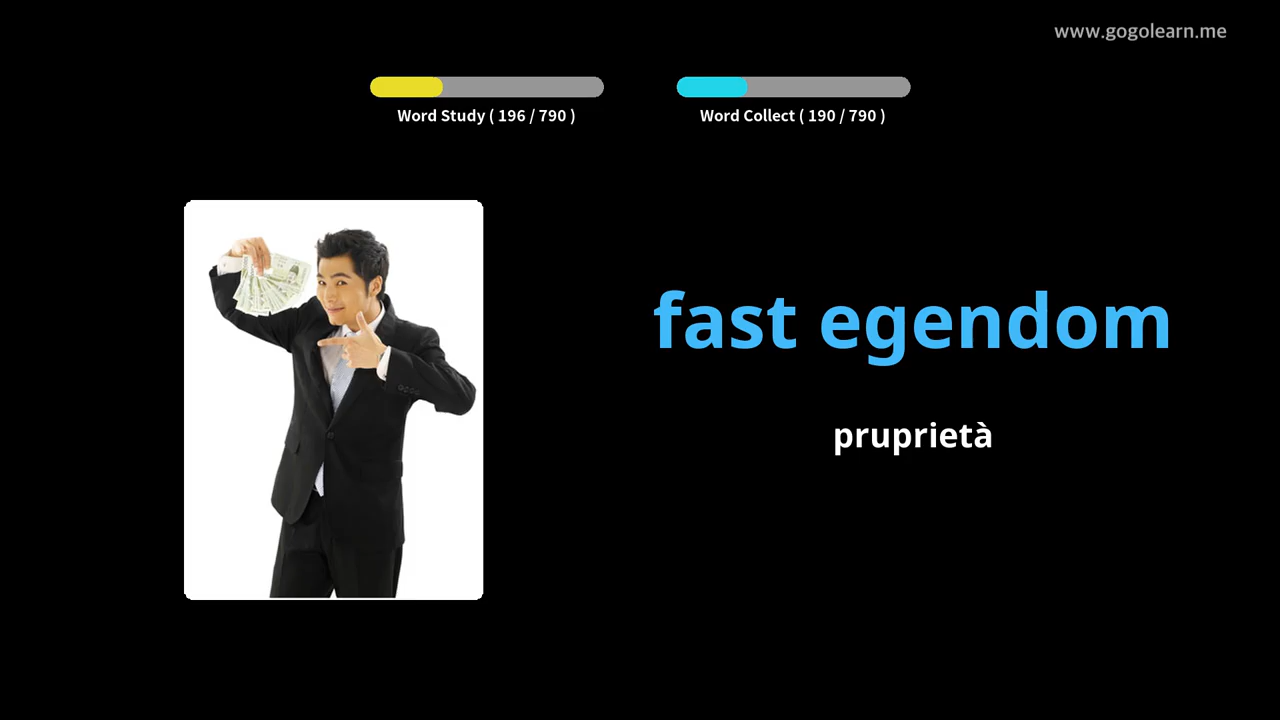 www.gogolearn.me
Word Study ( 196 / 790 )
Word Collect ( 190 / 790 )
fast egendom
pruprietà